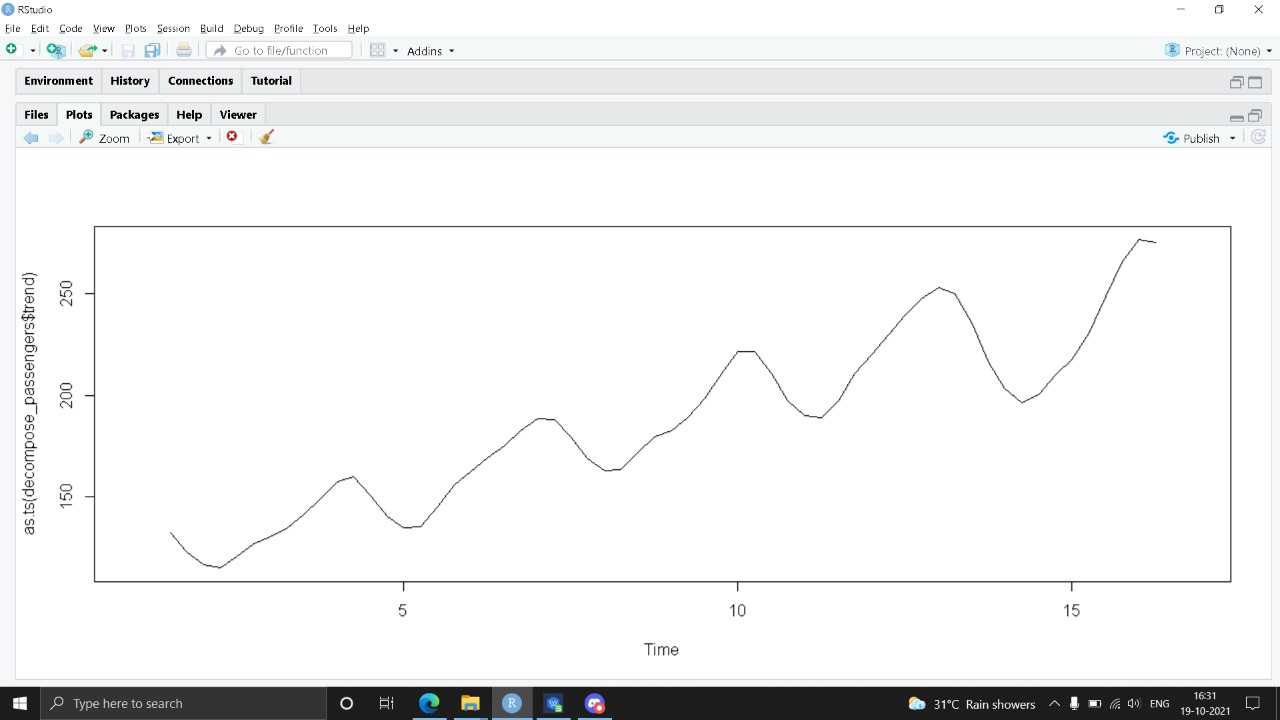 RStudio
File Edit Code View Plots Session Build Debug Profile Tools Help
Go to file/function Addins Project: (None)
Environment History Connections Tutorial
Files Plots Packages Help Viewer
Zoom Export Publish
as.ts(decompose_passengers$trend)
250
200
150
5 10 15
Time
Type here to search 31°C Rain showers ENG 16:31
19-10-2021